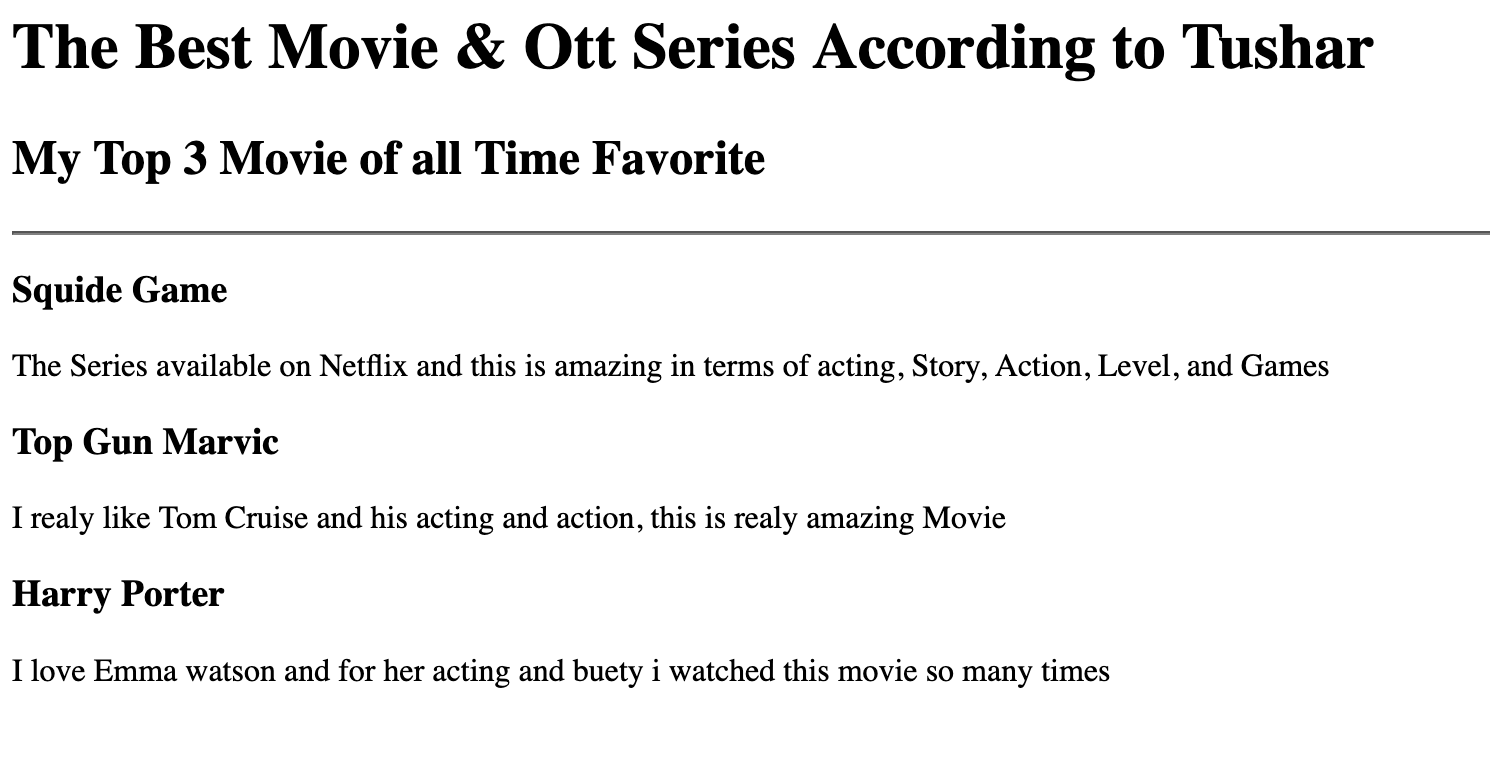 The Best Movie & Ott Series According to Tushar
My Top 3 Movie of all Time Favorite
Squide Game
The Series available on Netflix and this is amazing in terms of acting, Story, Action, Level, and Games
Top Gun Marvic
I realy like Tom Cruise and his acting and action, this is realy amazing Movie
Harry Porter
I love Emma watson and for her acting and buety i watched this movie so many times